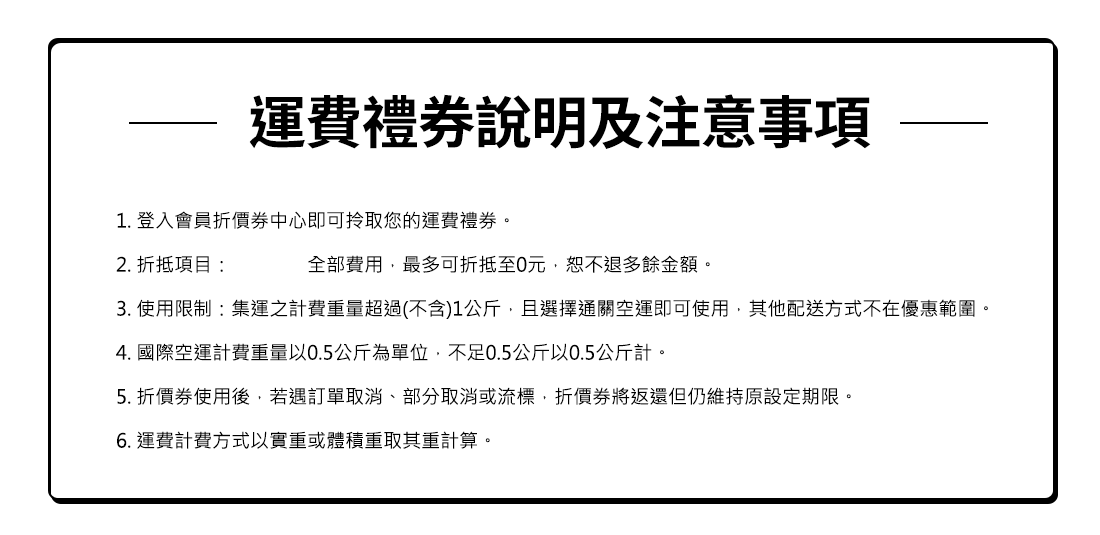 運費禮券說明及注意事項
1. 登入會員折價券中心即可拎取您的運費禮券。
2. 折抵項目： 全部費用，最多可折抵至0元，恕不退多餘金額。
3. 使用限制：集運之計費重量超過(不含)1公斤，且選擇通關空運即可使用，其他配送方式不在優惠範圍。
4. 國際空運計費重量以0.5公斤為單位，不足0.5公斤以0.5公斤計。
5. 折價券使用後，若遇訂單取消、部分取消或流標，折價券將返還但仍維持原設定期限。
6. 運費計費方式以實重或體積重取其重計算。